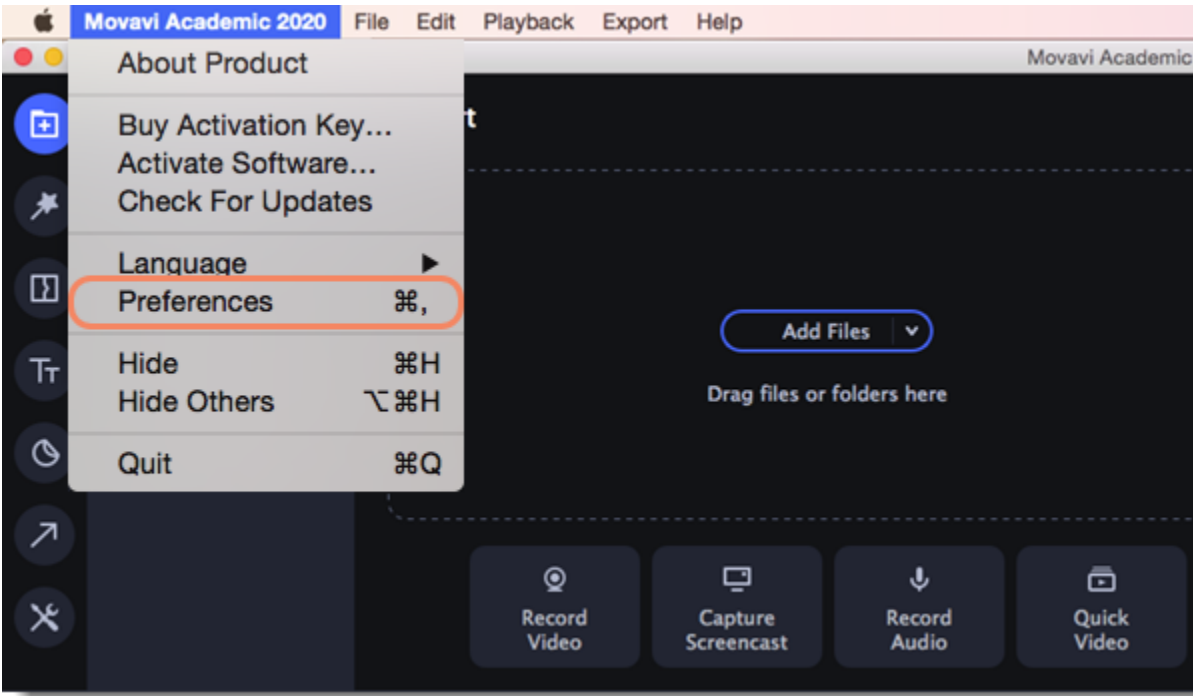 Movavi Academic 2020 File Edit Playback Export Help
Movavi Academic
About Product
Buy Activation Key...
Activate Software...
Check For Updates
Language ▶
Preferences ⌘,
Hide ⌘H
Hide Others ⌥⌘H
Quit ⌘Q
t
Add Files
Drag files or folders here
Record
Video
Capture
Screencast
Record
Audio
Quick
Video